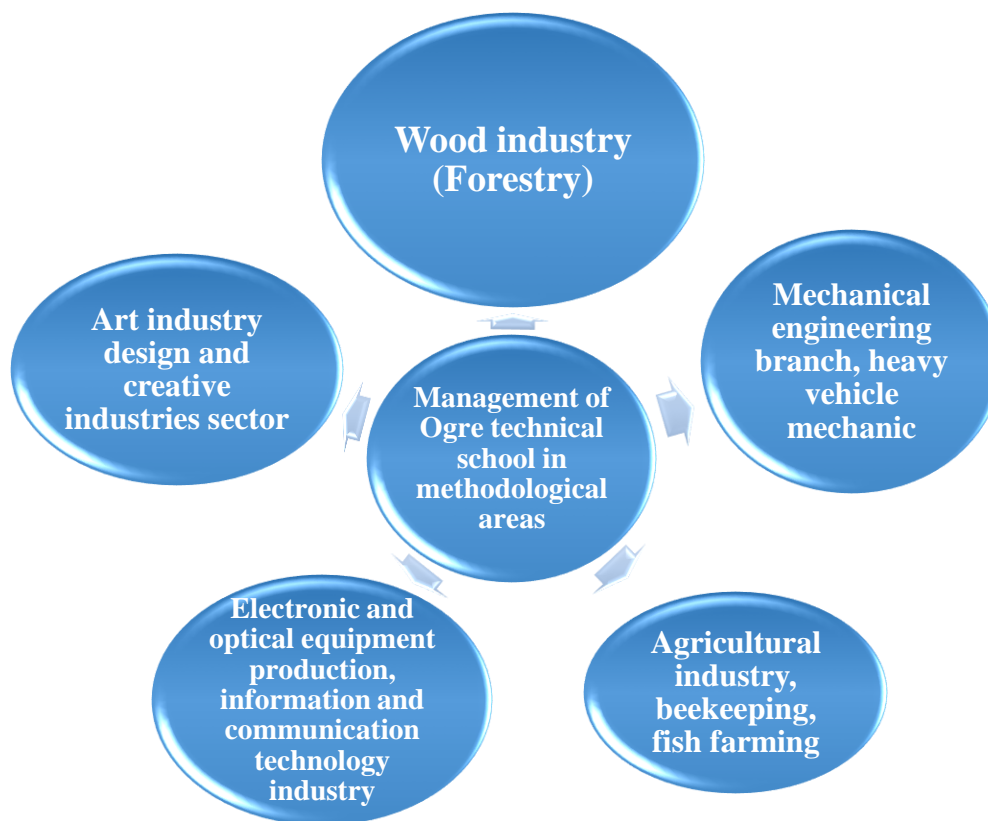 Wood industry
(Forestry)
Art industry
design and
creative
industries sector
Mechanical
engineering
branch, heavy
vehicle
mechanic
Management of
Ogre technical
school in
methodological
areas
Electronic and
optical equipment
production,
information and
communication
technology
industry
Agricultural
industry,
beekeeping,
fish farming